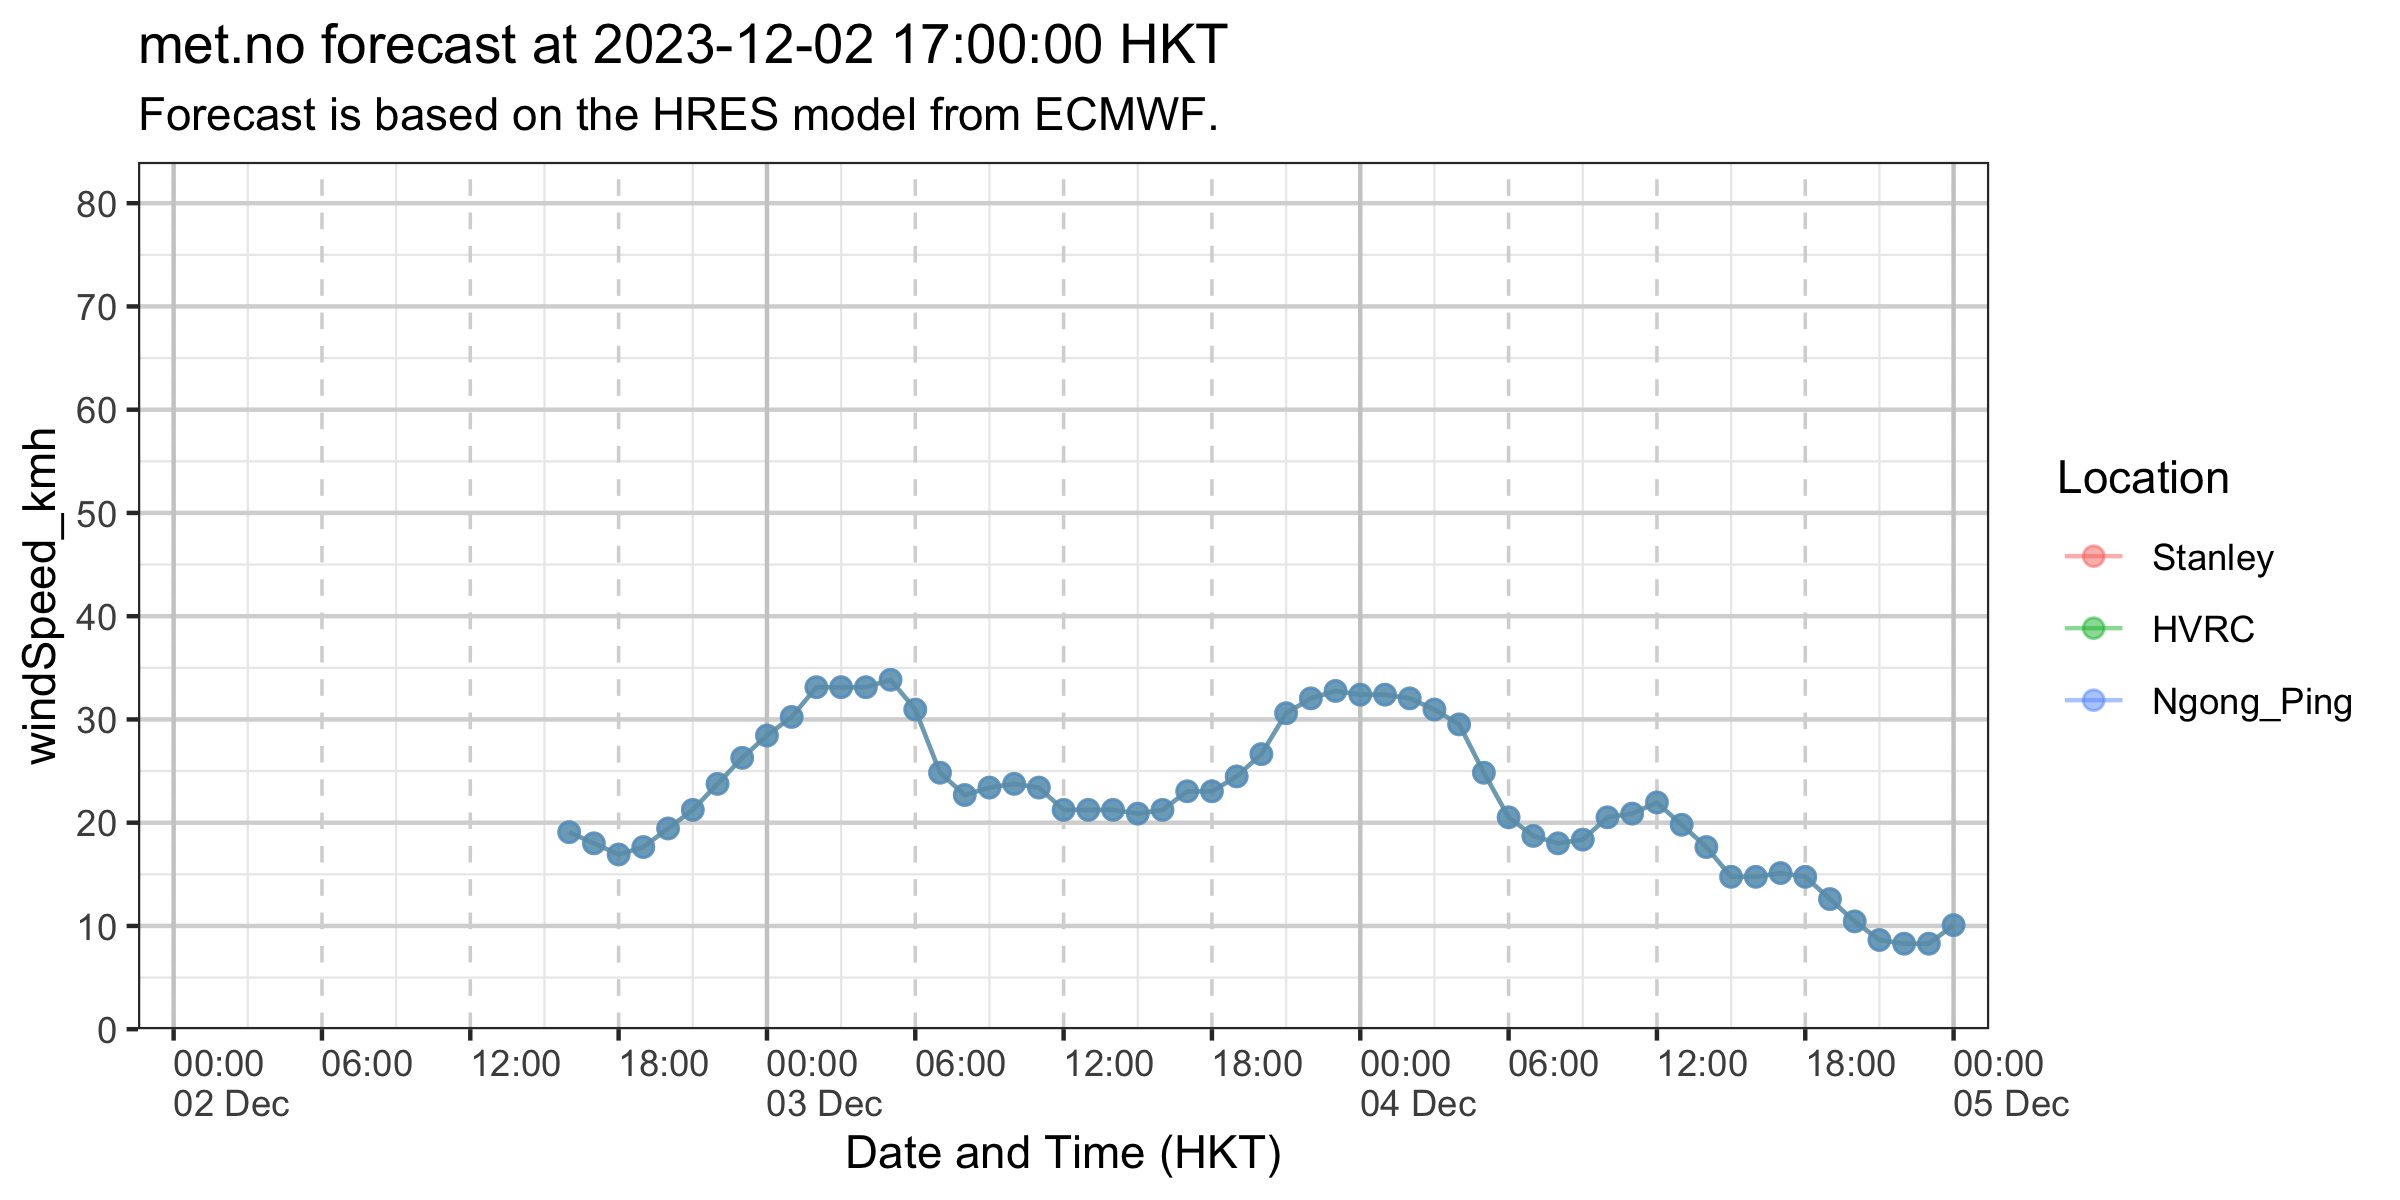 met.no forecast at 2023-12-02 17:00:00 HKT
Forecast is based on the HRES model from ECMWF.
windSpeed_kmh
80
70
60
50
40
30
20
10
0
00:00 06:00 12:00 18:00 00:00 06:00 12:00 18:00 00:00 06:00 12:00 18:00 00:00
02 Dec 03 Dec 04 Dec 05 Dec
Date and Time (HKT)
Location
Stanley
HVRC
Ngong_Ping